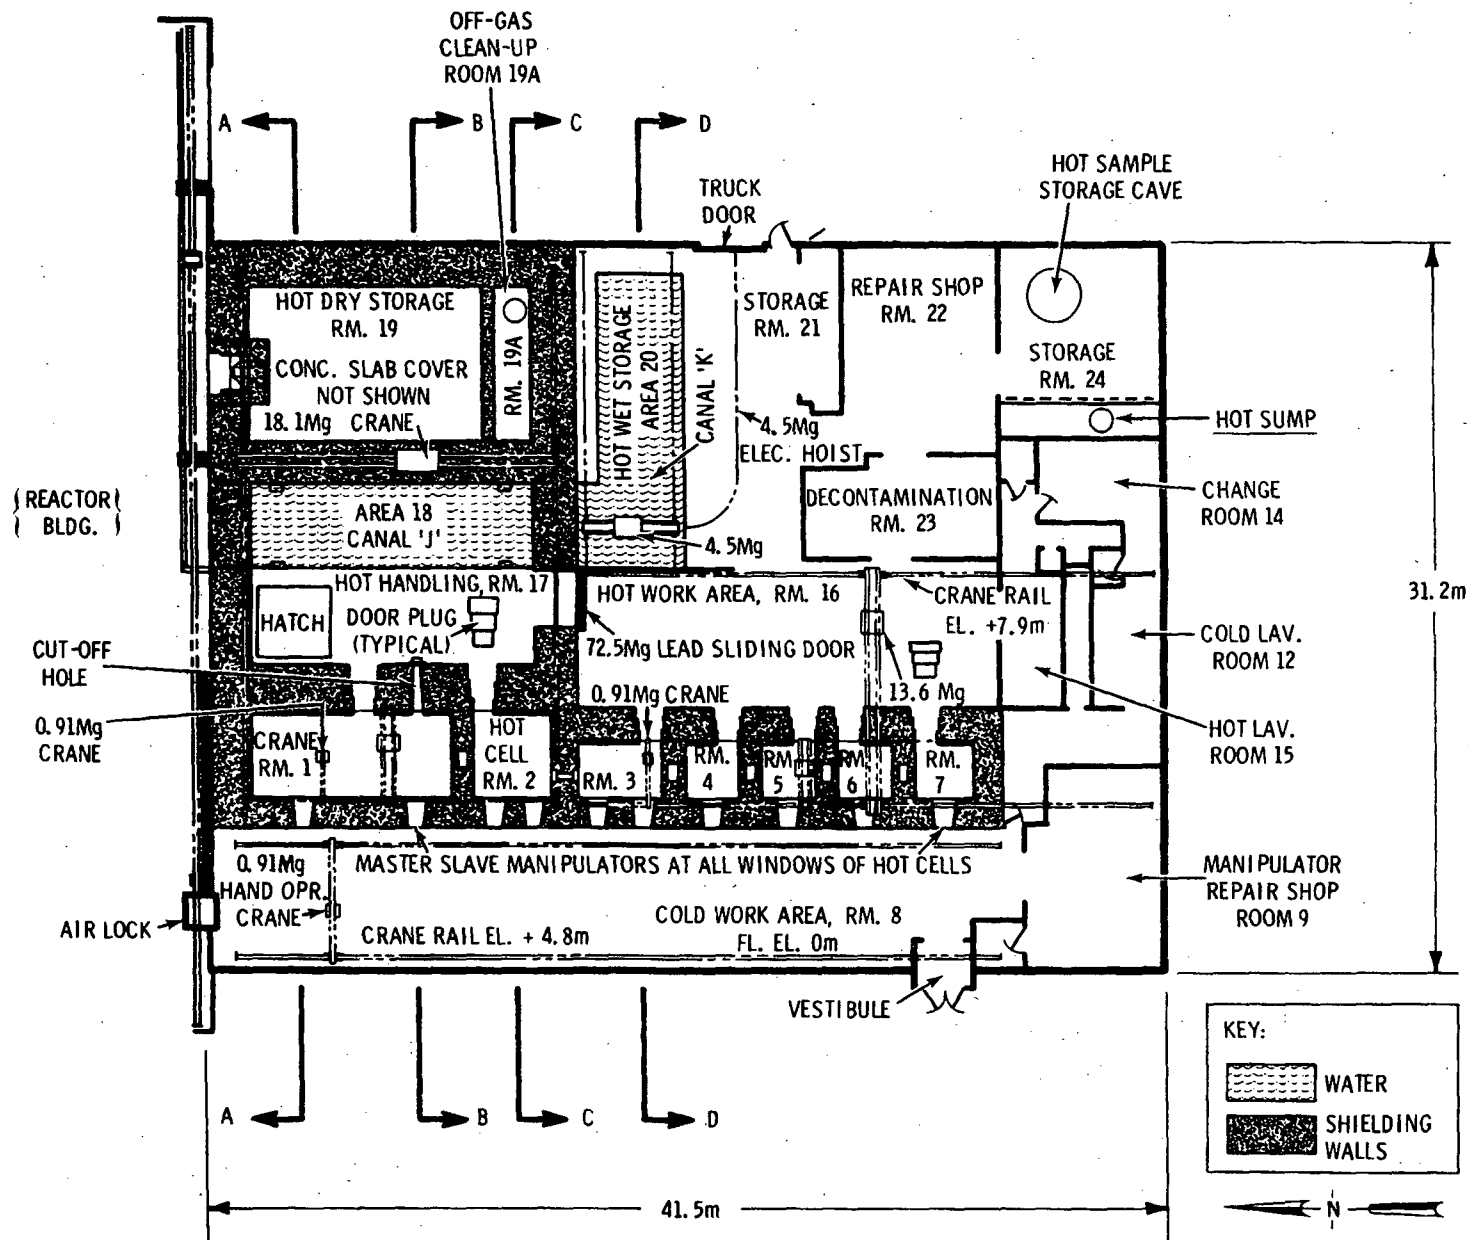 OFF-GAS
CLEAN-UP
ROOM 19A
A
B
C
D
TRUCK
DOOR
HOT SAMPLE
STORAGE CAVE
HOT DRY STORAGE
RM. 19
CONC. SLAB COVER
NOT SHOWN
18.1Mg CRANE
RM. 19A
HOT WET STORAGE
AREA 20
CANAL 'K'
STORAGE
RM. 21
REPAIR SHOP
RM. 22
STORAGE
RM. 24
HOT SUMP
4.5Mg
ELEC. HOIST
(REACTOR
BLDG. )
AREA 18
CANAL 'J'
DECONTAMINATION
RM. 23
CHANGE
ROOM 14
4.5Mg
HOT HANDLING, RM. 17
HATCH
DOOR PLUG
(TYPICAL)
HOT WORK AREA, RM. 16
CRANE RAIL
EL. +7.9m
31.2m
CUT-OFF
HOLE
72.5Mg LEAD SLIDING DOOR
COLD LAV.
ROOM 12
0.91Mg CRANE
13.6 Mg
0.91Mg
CRANE
HOT LAV.
ROOM 15
CRANE
RM. 1
HOT
CELL
RM. 2
RM. 3
RM.
4
RM
5
RM.
6
RM.
7
MASTER SLAVE MANIPULATORS AT ALL WINDOWS OF HOT CELLS
0.91Mg
HAND OPR.
CRANE
MANIPULATOR
REPAIR SHOP
ROOM 9
AIR LOCK
CRANE RAIL EL. + 4.8m
COLD WORK AREA, RM. 8
FL. EL. 0m
VESTIBULE
A
B
C
D
KEY:
WATER
SHIELDING
WALLS
41.5m
N